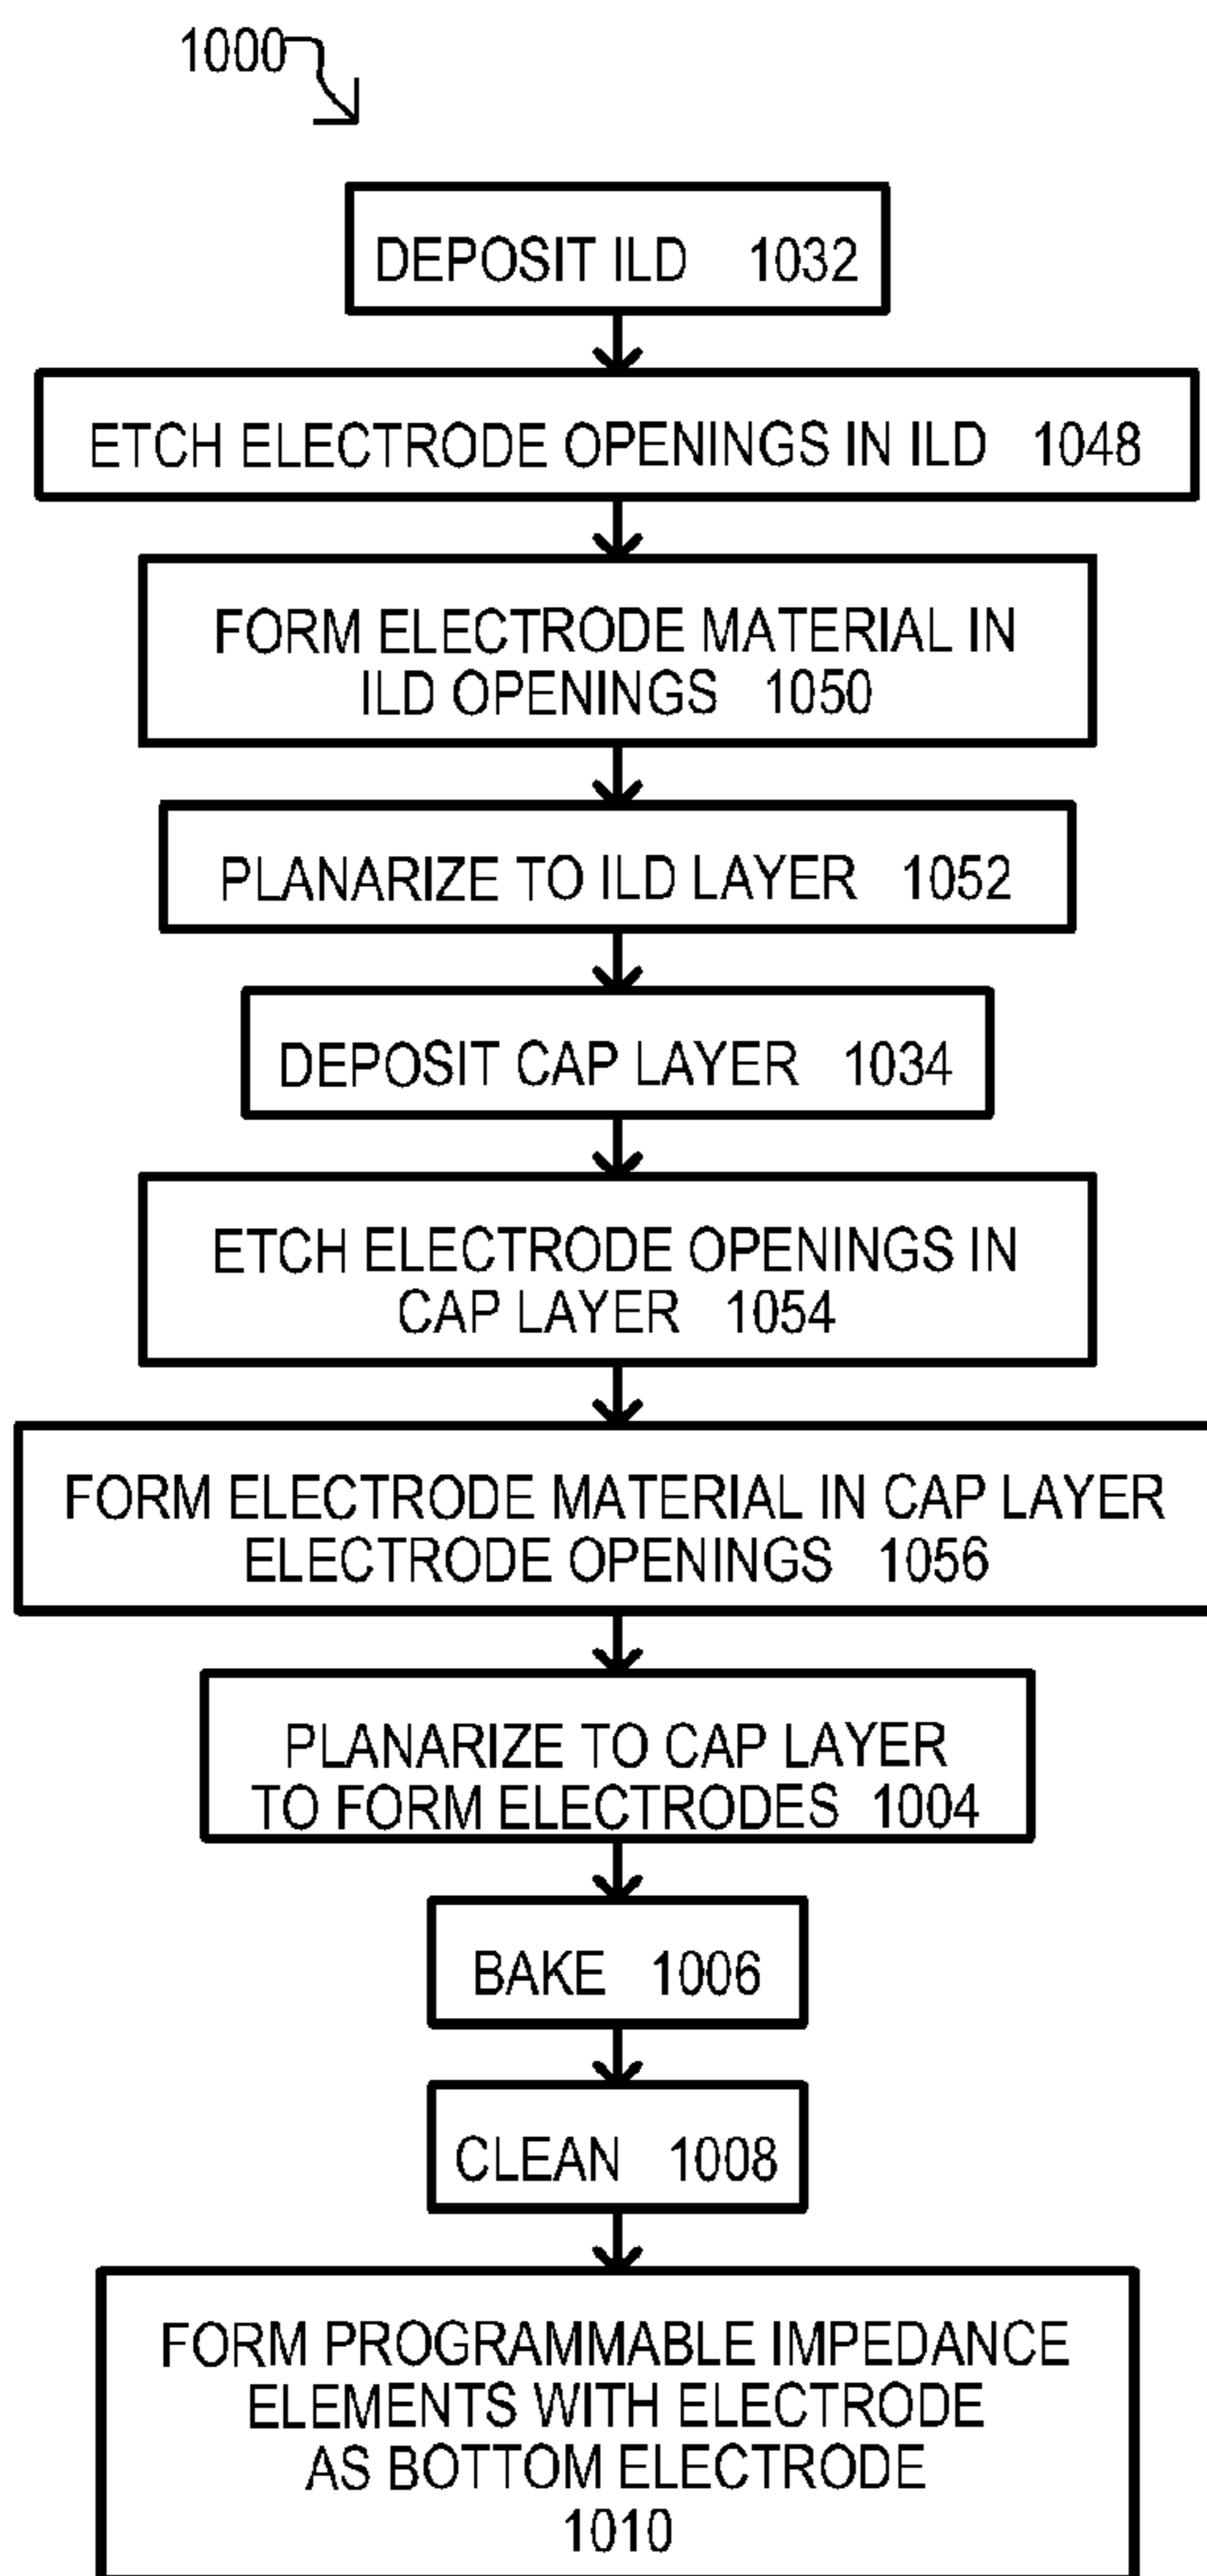 1000
DEPOSIT ILD 1032
ETCH ELECTRODE OPENINGS IN ILD 1048
FORM ELECTRODE MATERIAL IN
ILD OPENINGS 1050
PLANARIZE TO ILD LAYER 1052
DEPOSIT CAP LAYER 1034
ETCH ELECTRODE OPENINGS IN
CAP LAYER 1054
FORM ELECTRODE MATERIAL IN CAP LAYER
ELECTRODE OPENINGS 1056
PLANARIZE TO CAP LAYER
TO FORM ELECTRODES 1004
BAKE 1006
CLEAN 1008
FORM PROGRAMMABLE IMPEDANCE
ELEMENTS WITH ELECTRODE
AS BOTTOM ELECTRODE
1010